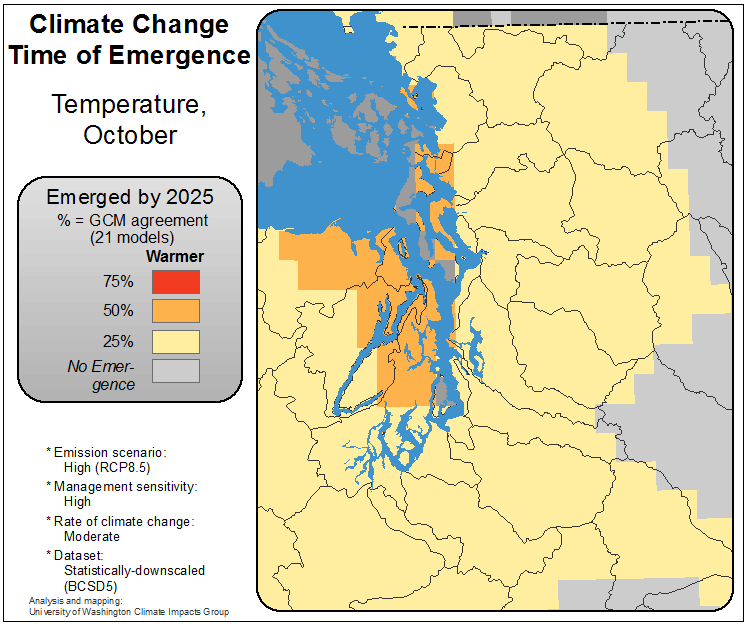 Climate Change
Time of Emergence
Temperature,
October
Emerged by 2025
% = GCM agreement
(21 models)
Warmer
75%
50%
25%
No Emer-
gence
* Emission scenario:
High (RCP8.5)
* Management sensitivity:
High
* Rate of climate change:
Moderate
* Dataset:
Statistically-downscaled
(BCSD5)
Analysis and mapping:
University of Washington Climate Impacts Group